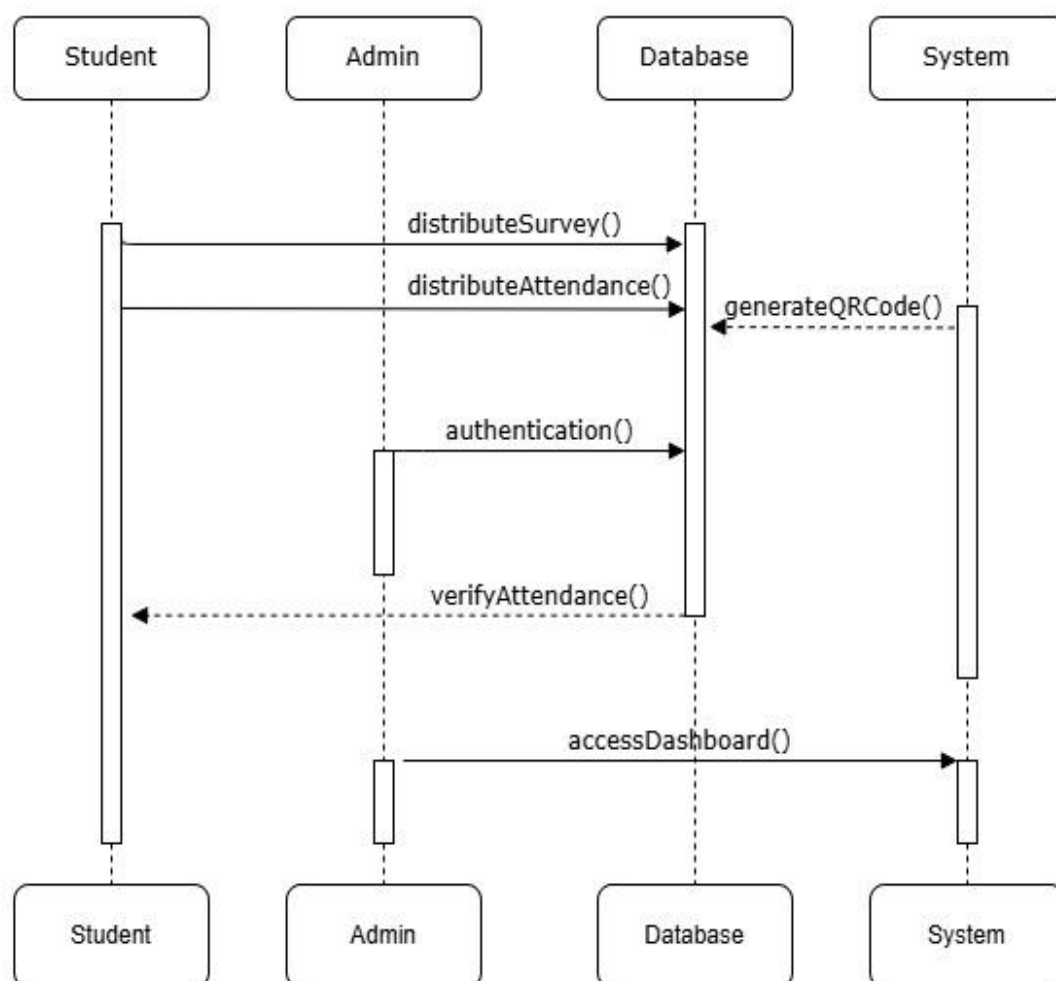 Student
Admin
Database
System
distributeSurvey()
distributeAttendance()
generateQRCode()
authentication()
verifyAttendance()
accessDashboard()
Student
Admin
Database
System